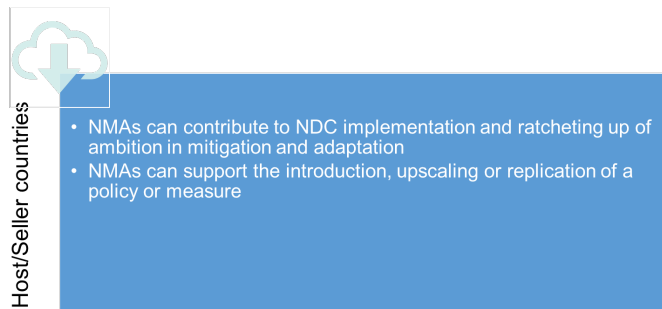 Host/Seller countries
• NMAs can contribute to NDC implementation and ratcheting up of
ambition in mitigation and adaptation
• NMAs can support the introduction, upscaling or replication of a
policy or measure